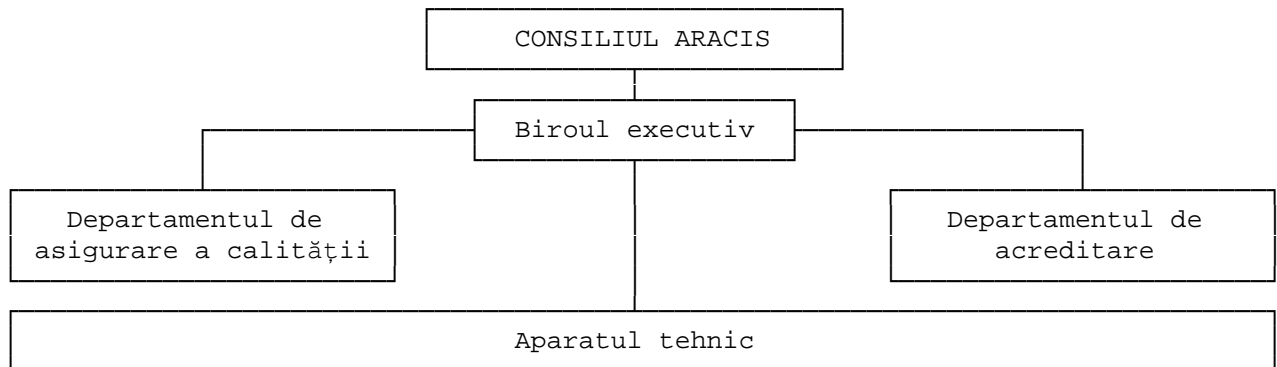 CONSILIUL ARACIS
Biroul executiv
Departamentul de
asigurare a calității
Departamentul de
acreditare
Aparatul tehnic